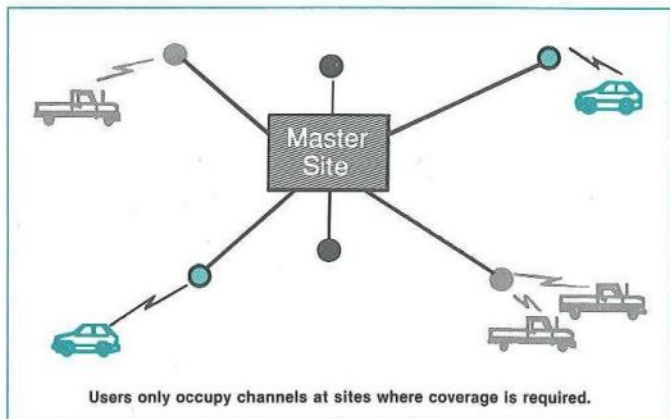 Master
Site
Users only occupy channels at sites where coverage is required.